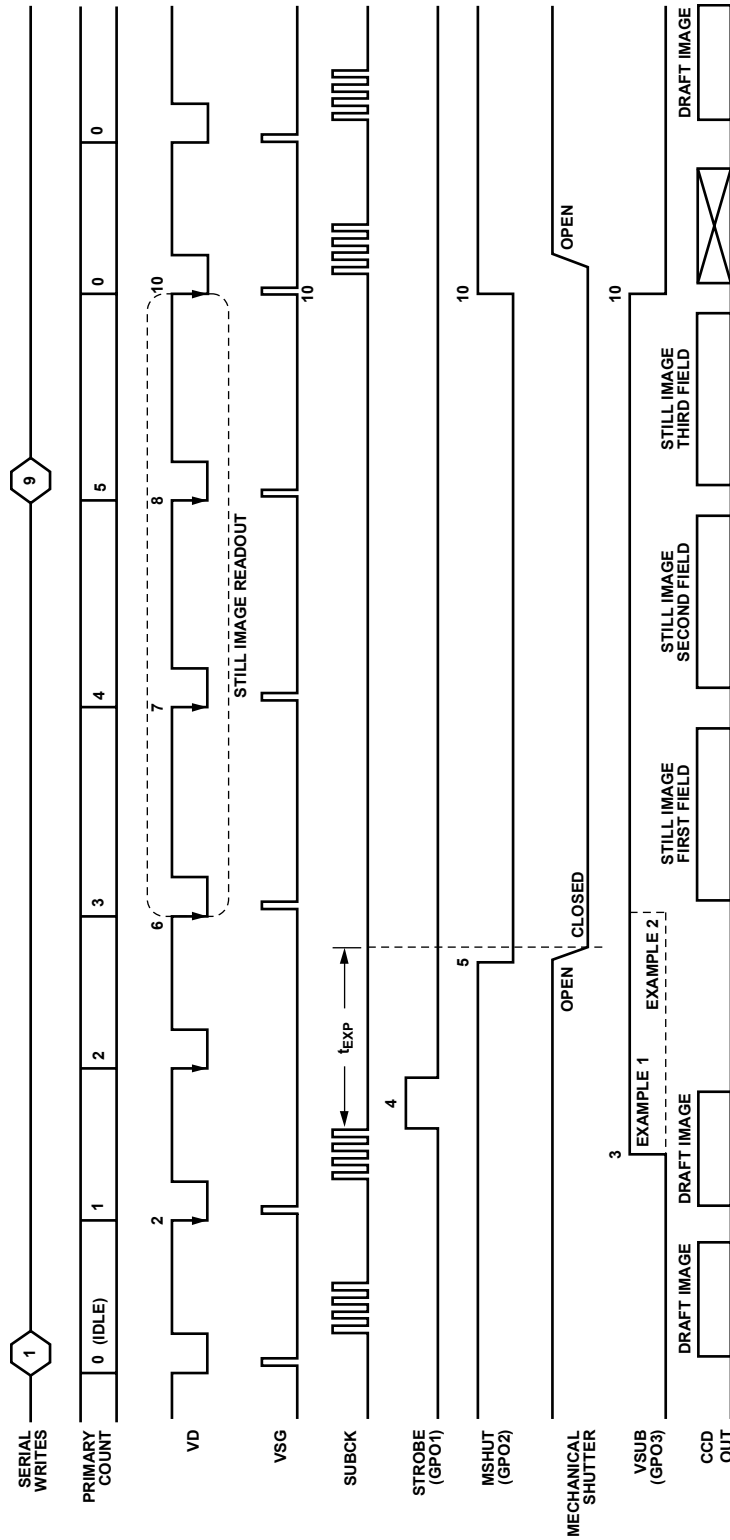 SERIAL
WRITES
1
9
PRIMARY
COUNT
0 (IDLE)
1
2
3
4
5
0
0
VD
2
6
7
8
10
STILL IMAGE READOUT
VSG
10
SUBCK
tEXP
STROBE
(GPO1)
4
MSHUT
(GPO2)
5
10
MECHANICAL
SHUTTER
OPEN
CLOSED
OPEN
VSUB
(GPO3)
3
EXAMPLE 1
EXAMPLE 2
10
CCD
OUT
DRAFT IMAGE
DRAFT IMAGE
STILL IMAGE
FIRST FIELD
STILL IMAGE
SECOND FIELD
STILL IMAGE
THIRD FIELD
DRAFT IMAGE